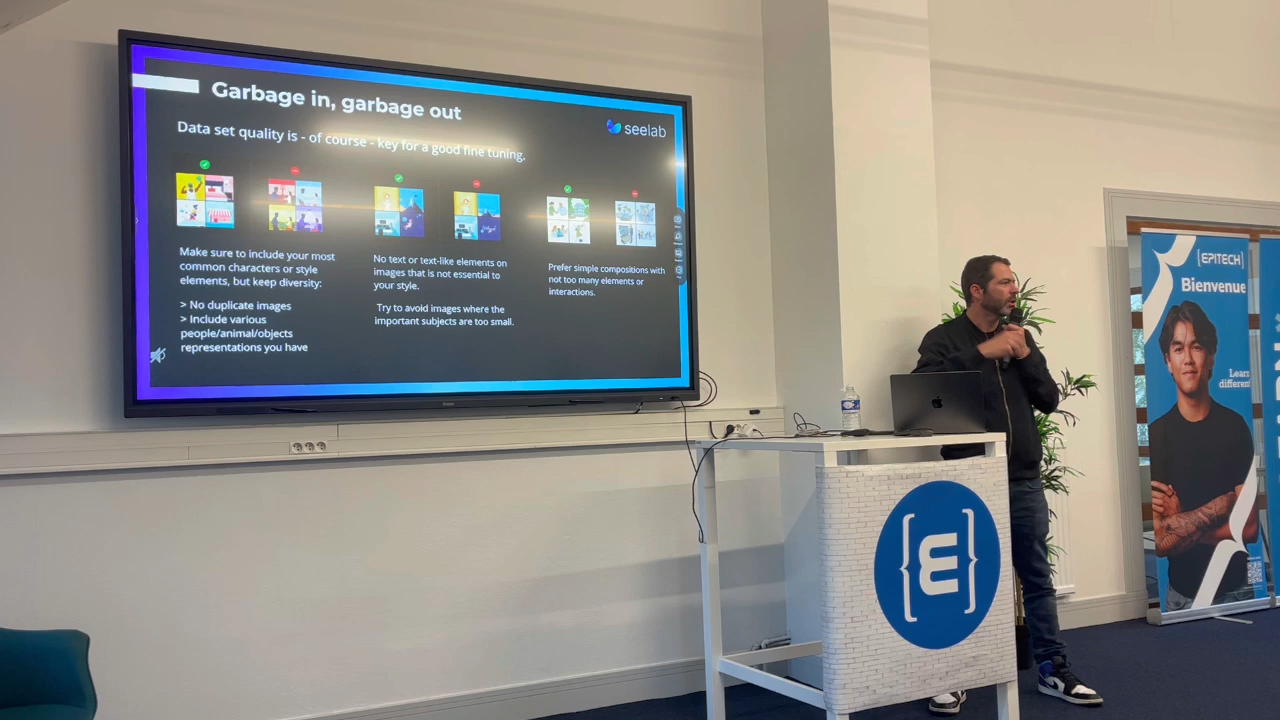 Garbage in, garbage out
seelab
Data set quality is - of course - key for a good fine tuning.
Make sure to include your most
common characters or style
elements, but keep diversity:
> No duplicate images
> Include various
people/animal/objects
representations you have
No text or text-like elements on
images that is not essential to
your style.
Try to avoid images where the
important subjects are too small.
Prefer simple compositions with
not too many elements or
interactions.
{EPITECH}
Bienvenue
Learn
different
{E}